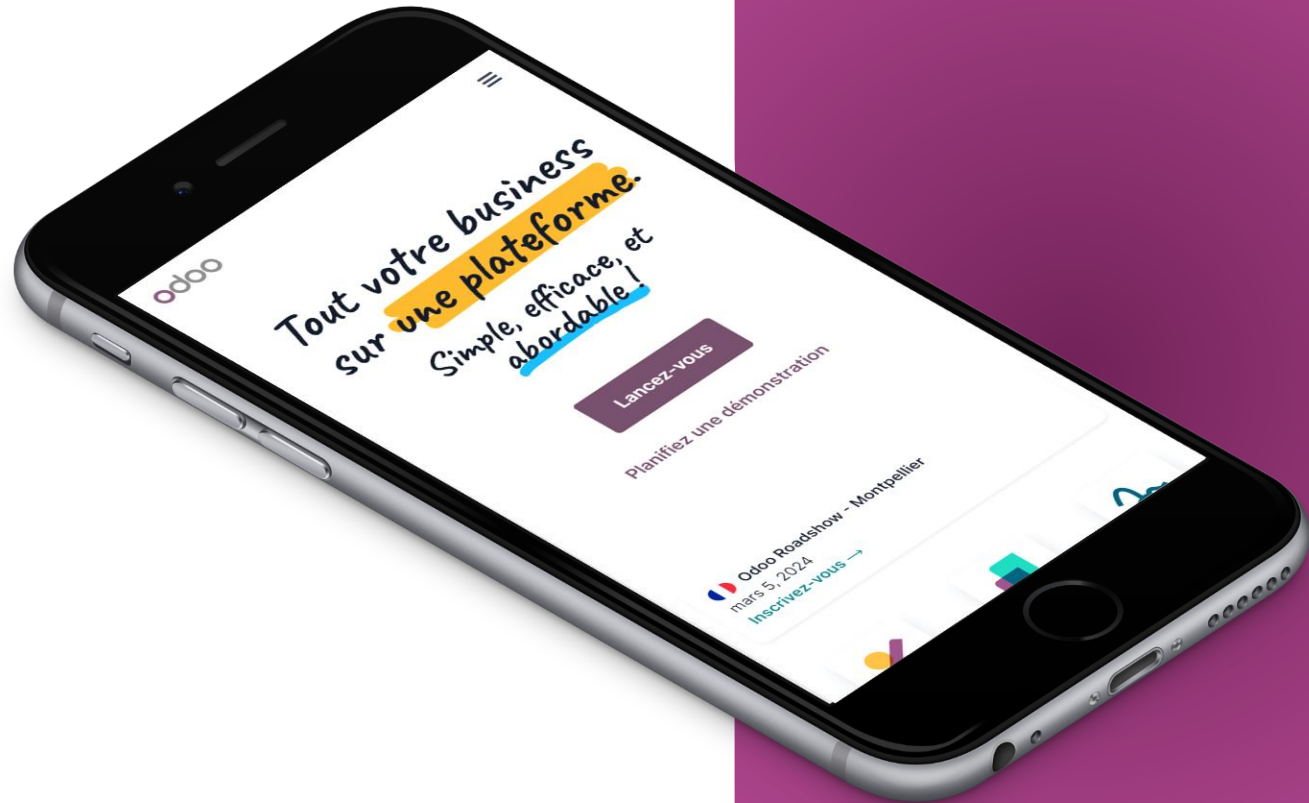 odoo
Tout votre business
sur une plateforme.
Simple, efficace, et
abordable !
Lancez-vous
Planifiez une démonstration
Odoo Roadshow - Montpellier
mars 5, 2024
Inscrivez-vous →